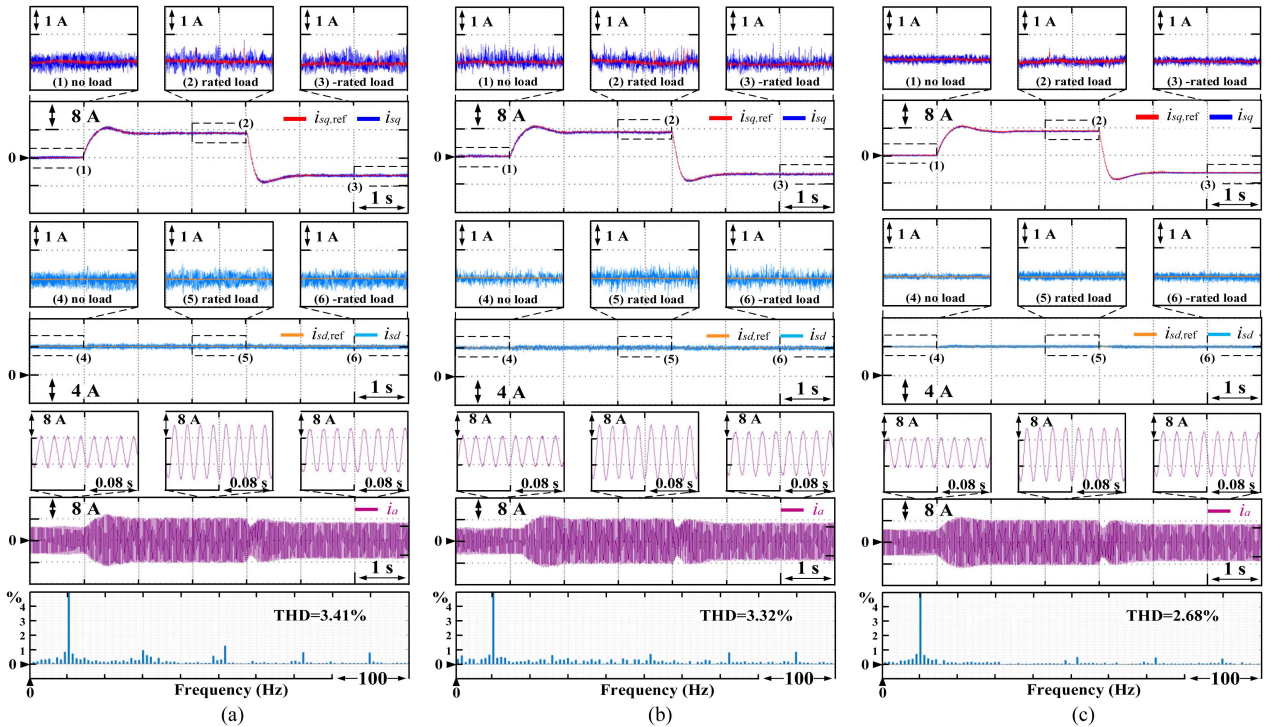 1 A 1 A 1 A
(1) no load (2) rated load (3) -rated load
8 A isq,ref isq
(2)
0
(1)
(3)
1 s
1 A 1 A 1 A
(4) no load (5) rated load (6) -rated load
isd,ref isd
(4) (5) (6)
0
4 A 1 s
8 A 8 A 8 A
0.08 s 0.08 s 0.08 s
8 A ia
0
1 s
%
4
3
2
1
0
THD=3.41%
0 Frequency (Hz) 100
(a)
1 A 1 A 1 A
(1) no load (2) rated load (3) -rated load
8 A isq,ref isq
(2)
0
(1)
(3)
1 s
1 A 1 A 1 A
(4) no load (5) rated load (6) -rated load
isd,ref isd
(4) (5) (6)
0
4 A 1 s
8 A 8 A 8 A
0.08 s 0.08 s 0.08 s
8 A ia
0
1 s
%
4
3
2
1
0
THD=3.32%
0 Frequency (Hz) 100
(b)
1 A 1 A 1 A
(1) no load (2) rated load (3) -rated load
8 A isq,ref isq
(2)
0
(1)
(3)
1 s
1 A 1 A 1 A
(4) no load (5) rated load (6) -rated load
isd,ref isd
(4) (5) (6)
0
4 A 1 s
8 A 8 A 8 A
0.08 s 0.08 s 0.08 s
8 A ia
0
1 s
%
4
3
2
1
0
THD=2.68%
0 Frequency (Hz) 100
(c)